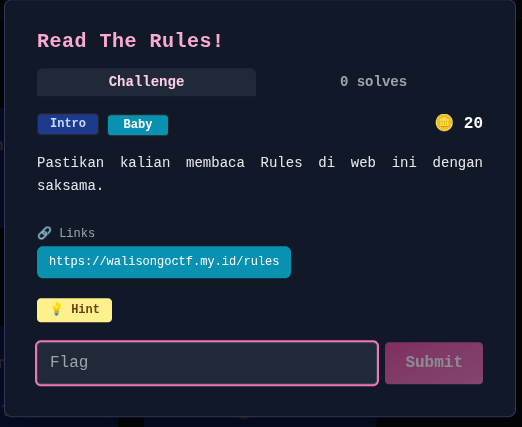 Read The Rules!
Challenge
0 solves
Intro
Baby
20
Pastikan kalian membaca Rules di web ini dengan
saksama.
Links
https://walisongoctf.my.id/rules
Hint
Flag
Submit